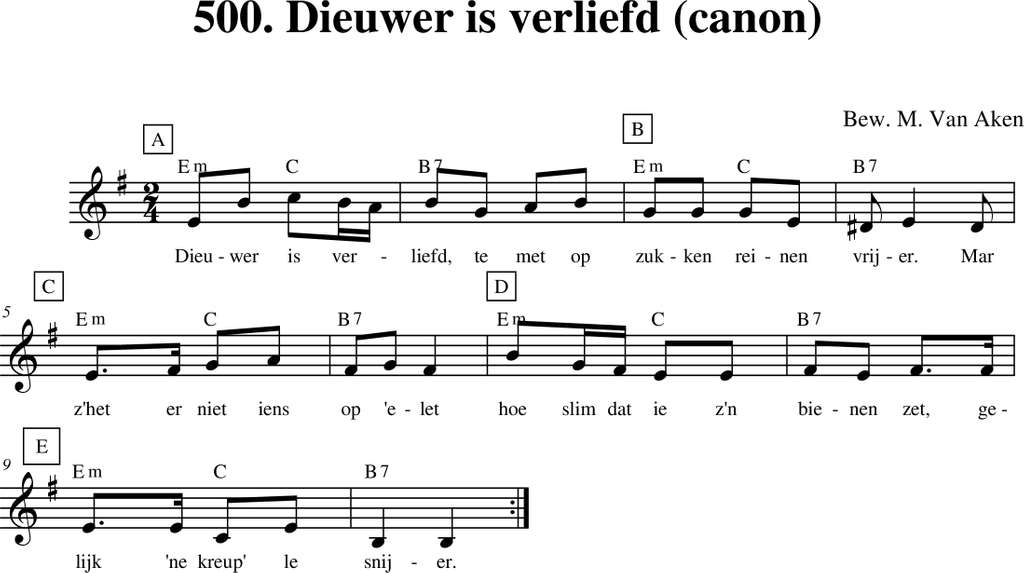 500. Dieuwer is verliefd (canon)
Bew. M. Van Aken
A B
Em C B7 Em C B7
2
4
Dieu - wer is ver - liefd, te met op zuk - ken rei - nen vrij - er. Mar
C D
5
Em C B7 Em C B7
z'het er niet iens op 'e - let hoe slim dat ie z'n bie - nen zet, ge -
E
9
Em C B7
lijk 'ne kreup' le snij - er.